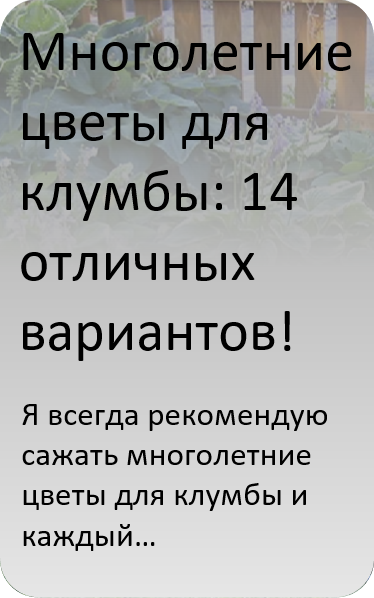 Многолетние
цветы для
клумбы: 14
отличных
вариантов!
Я всегда рекомендую
сажать многолетние
цветы для клумбы и
каждый...